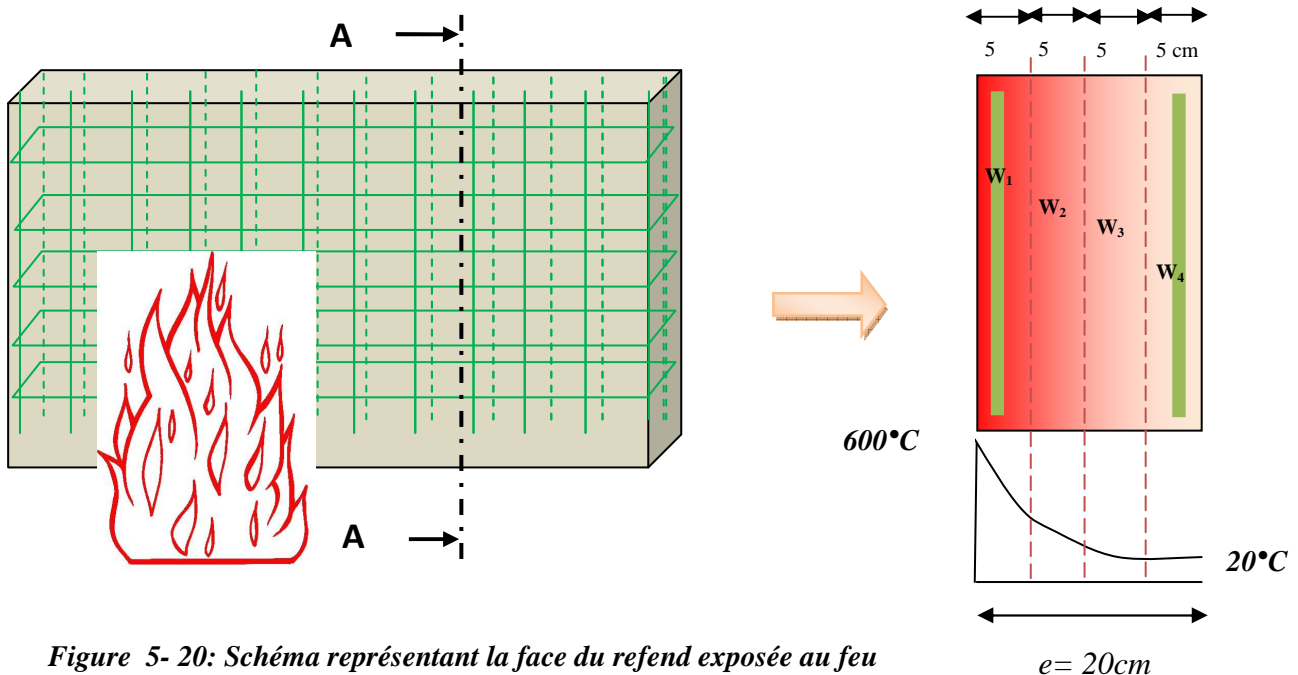 A
5 5 5 5 cm
W1
W2
W3
W4
600°C
A
20°C
Figure 5- 20: Schéma représentant la face du refend exposée au feu
e= 20cm